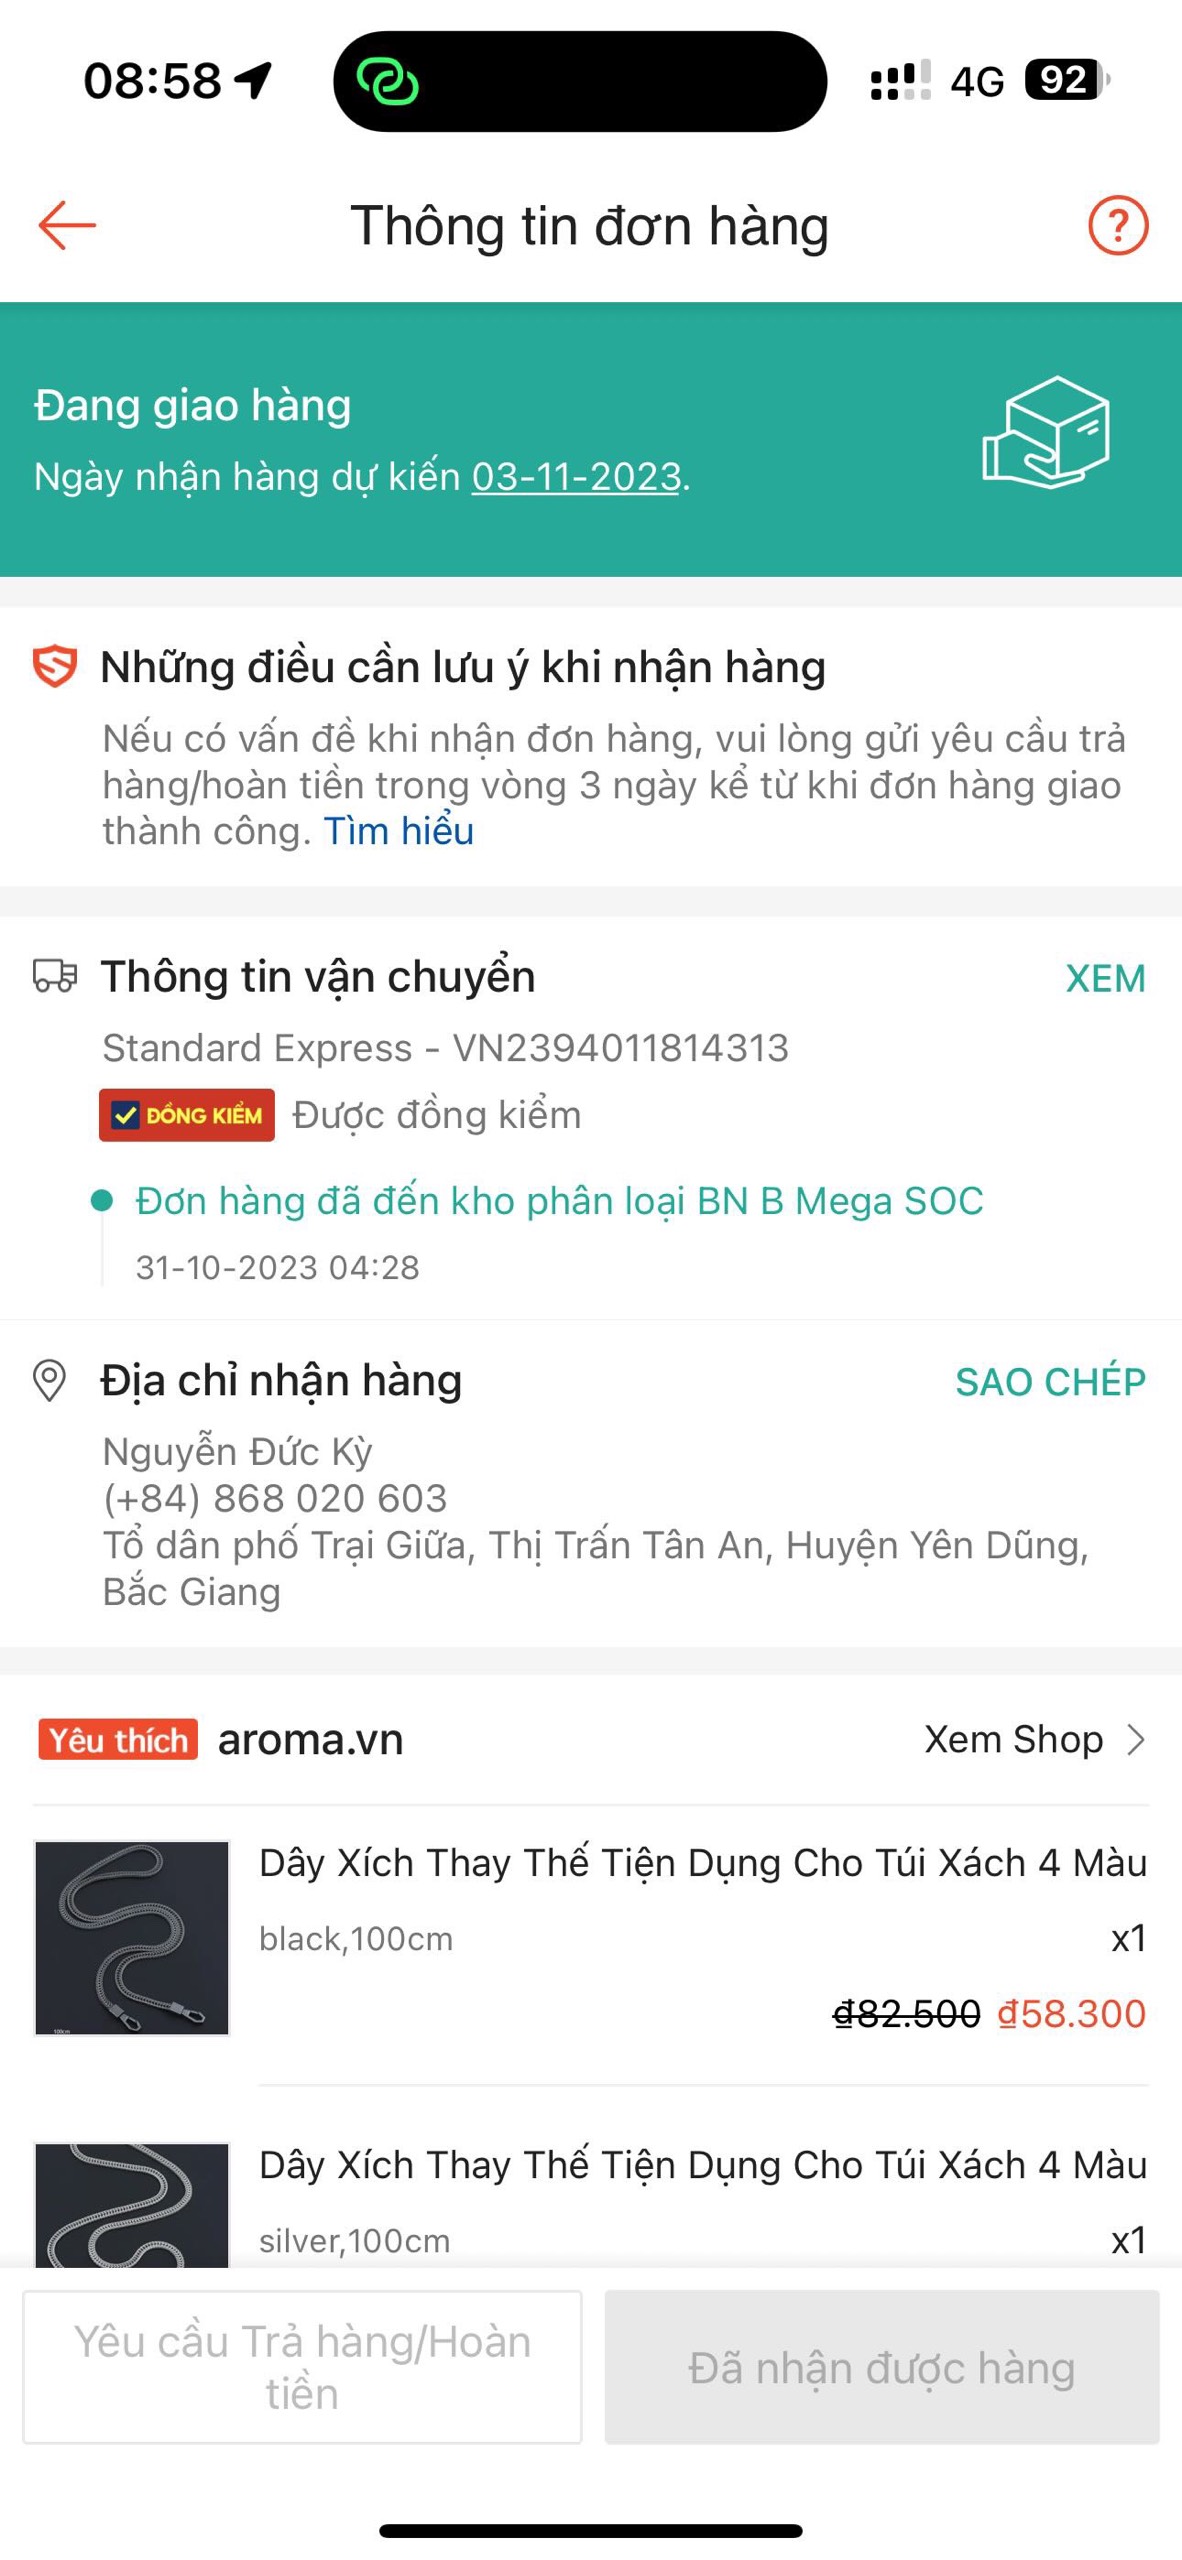 08:58
4G
92
Thông tin đơn hàng
?
Đang giao hàng
Ngày nhận hàng dự kiến 03-11-2023.
Những điều cần lưu ý khi nhận hàng
Nếu có vấn đề khi nhận đơn hàng, vui lòng gửi yêu cầu trả
hàng/hoàn tiền trong vòng 3 ngày kể từ khi đơn hàng giao
thành công. Tìm hiểu
Thông tin vận chuyển
XEM
Standard Express - VN2394011814313
ĐỒNG KIỂM Được đồng kiểm
Đơn hàng đã đến kho phân loại BN B Mega SOC
31-10-2023 04:28
Địa chỉ nhận hàng
SAO CHÉP
Nguyễn Đức Kỳ
(+84) 868 020 603
Tổ dân phố Trại Giữa, Thị Trấn Tân An, Huyện Yên Dũng,
Bắc Giang
Yêu thích aroma.vn
Xem Shop
Dây Xích Thay Thế Tiện Dụng Cho Túi Xách 4 Màu
black,100cm
x1
₫82.500 ₫58.300
100cm
Dây Xích Thay Thế Tiện Dụng Cho Túi Xách 4 Màu
silver,100cm
x1
Yêu cầu Trả hàng/Hoàn
tiền
Đã nhận được hàng